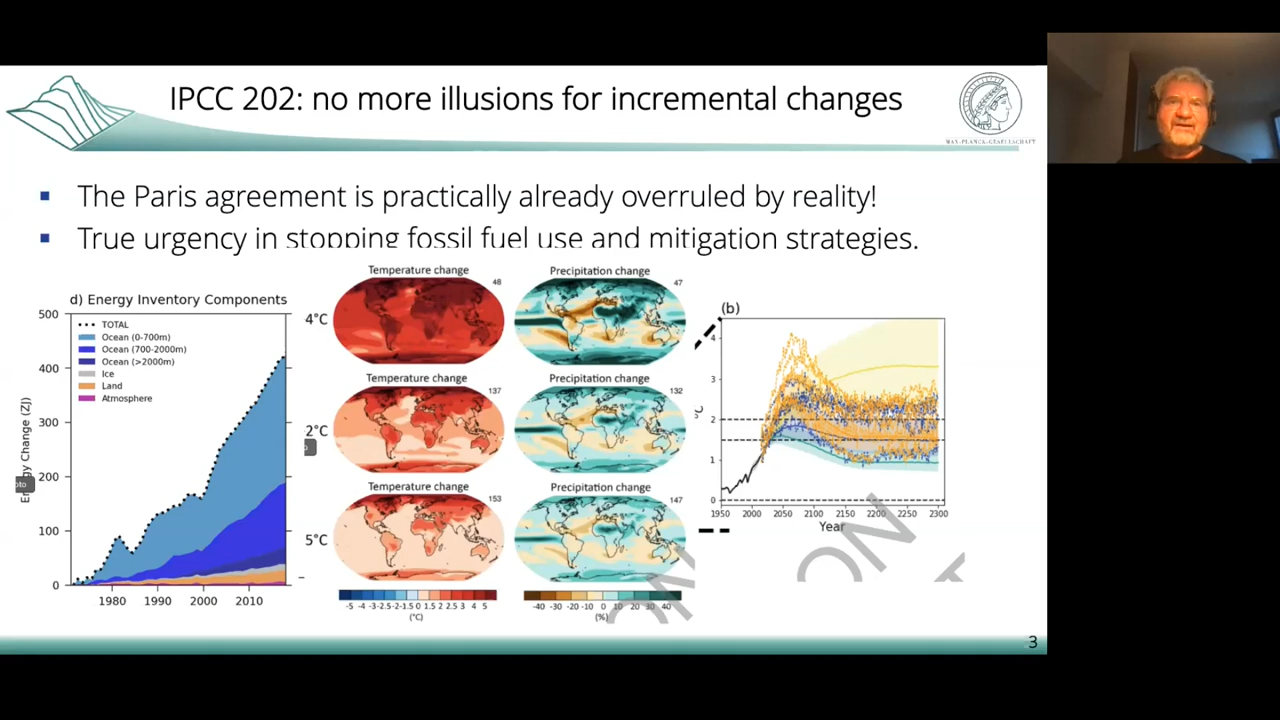 IPCC 202: no more illusions for incremental changes
MAX-PLANCK-GESELLSCHAFT
The Paris agreement is practically already overruled by reality!
True urgency in stopping fossil fuel use and mitigation strategies.
d) Energy Inventory Components
Energy Change (ZJ)
500
400
300
200
100
0
TOTAL
Ocean (0-700m)
Ocean (700-2000m)
Ocean (>2000m)
Ice
Land
Atmosphere
1980 1990 2000 2010
oto
Temperature change
48
Precipitation change
47
4°C
Temperature change
137
Precipitation change
132
2°C
Temperature change
153
Precipitation change
147
5°C
-5 -4 -3 -2.5 -2 -1.5 0 1.5 2 2.5 3 4 5
(°C)
-40 -30 -20 -10 0 10 20 30 40
(%)
(b)
°C
4
3
2
1
0
1950 2000 2050 2100 2150 2200 2250 2300
Year
3